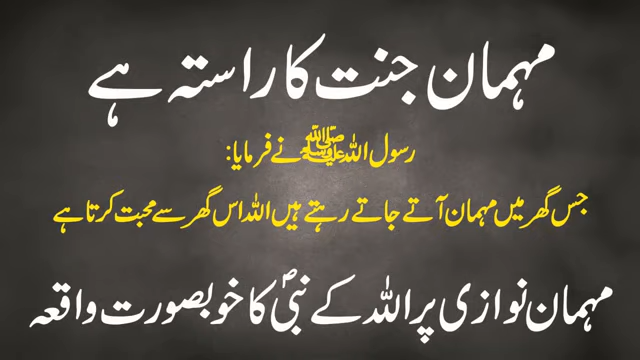 مہمان جنت کا راستہ ہے
رسول اللہ ﷺ نے فرمایا:
جس گھر میں مہمان آتے جاتے رہتے ہیں اللہ اس گھر سے محبت کرتا ہے
مہمان نوازی پر اللہ کے نبیؐ کا خوبصورت واقعہ